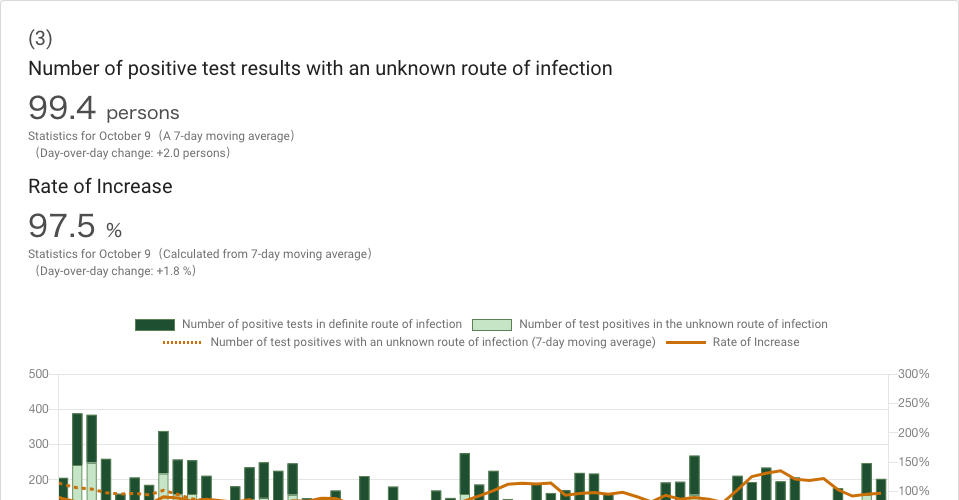 (3)
Number of positive test results with an unknown route of infection
99.4 persons
Statistics for October 9（A 7-day moving average）
（Day-over-day change: +2.0 persons）
Rate of Increase
97.5 %
Statistics for October 9（Calculated from 7-day moving average）
（Day-over-day change: +1.8 %）
Number of positive tests in definite route of infection Number of test positives in the unknown route of infection
Number of test positives with an unknown route of infection (7-day moving average) Rate of Increase
500 300%
400 250%
300 200%
200 150%
100%